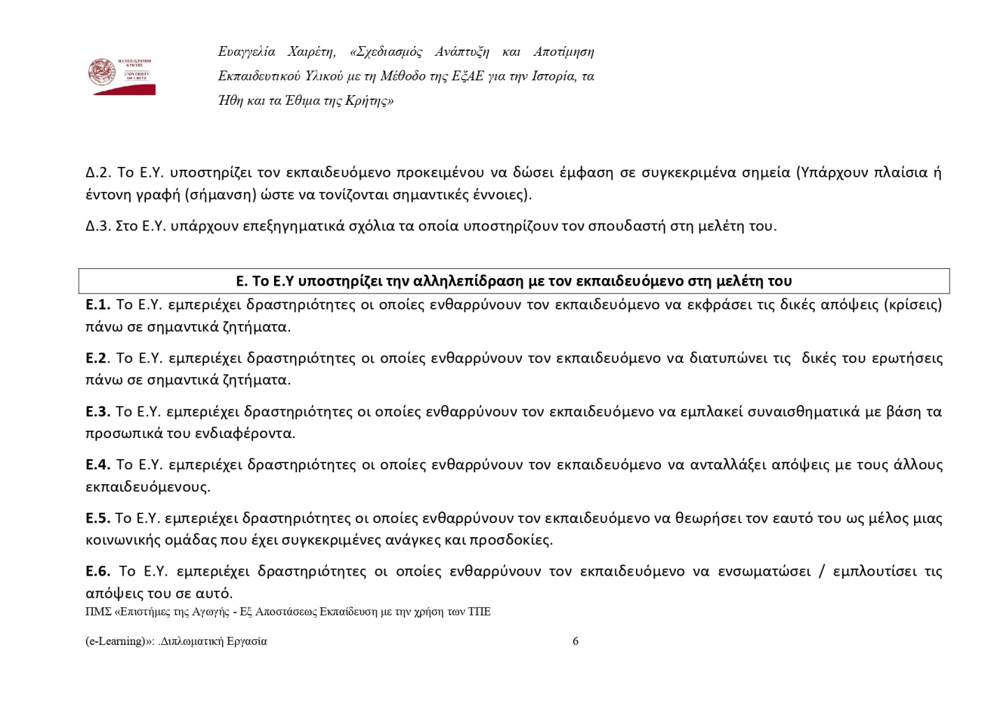 ΠΑΝΕΠΙΣΤΗΜΙΟ
ΚΡΗΤΗΣ
UNIVERSITY
OF CRETE
Ευαγγελία Χαιρέτη, «Σχεδιασμός Ανάπτυξη και Αποτίμηση
Εκπαιδευτικού Υλικού με τη Μέθοδο της ΕξΑΕ για την Ιστορία, τα
Ήθη και τα Έθιμα της Κρήτης»
Δ.2. Το Ε.Υ. υποστηρίζει τον εκπαιδευόμενο προκειμένου να δώσει έμφαση σε συγκεκριμένα σημεία (Υπάρχουν πλαίσια ή
έντονη γραφή (σήμανση) ώστε να τονίζονται σημαντικές έννοιες).
Δ.3. Στο Ε.Υ. υπάρχουν επεξηγηματικά σχόλια τα οποία υποστηρίζουν τον σπουδαστή στη μελέτη του.
Ε. Το Ε.Υ υποστηρίζει την αλληλεπίδραση με τον εκπαιδευόμενο στη μελέτη του
Ε.1. Το Ε.Υ. εμπεριέχει δραστηριότητες οι οποίες ενθαρρύνουν τον εκπαιδευόμενο να εκφράσει τις δικές απόψεις (κρίσεις)
πάνω σε σημαντικά ζητήματα.
Ε.2. Το Ε.Υ. εμπεριέχει δραστηριότητες οι οποίες ενθαρρύνουν τον εκπαιδευόμενο να διατυπώνει τις δικές του ερωτήσεις
πάνω σε σημαντικά ζητήματα.
Ε.3. Το Ε.Υ. εμπεριέχει δραστηριότητες οι οποίες ενθαρρύνουν τον εκπαιδευόμενο να εμπλακεί συναισθηματικά με βάση τα
προσωπικά του ενδιαφέροντα.
Ε.4. Το Ε.Υ. εμπεριέχει δραστηριότητες οι οποίες ενθαρρύνουν τον εκπαιδευόμενο να ανταλλάξει απόψεις με τους άλλους
εκπαιδευόμενους.
Ε.5. Το Ε.Υ. εμπεριέχει δραστηριότητες οι οποίες ενθαρρύνουν τον εκπαιδευόμενο να θεωρήσει τον εαυτό του ως μέλος μιας
κοινωνικής ομάδας που έχει συγκεκριμένες ανάγκες και προσδοκίες.
Ε.6. Το Ε.Υ. εμπεριέχει δραστηριότητες οι οποίες ενθαρρύνουν τον εκπαιδευόμενο να ενσωματώσει / εμπλουτίσει τις
απόψεις του σε αυτό.
ΠΜΣ «Επιστήμες της Αγωγής - Εξ Αποστάσεως Εκπαίδευση με την χρήση των ΤΠΕ
(e-Learning)»: .Διπλωματική Εργασία 6